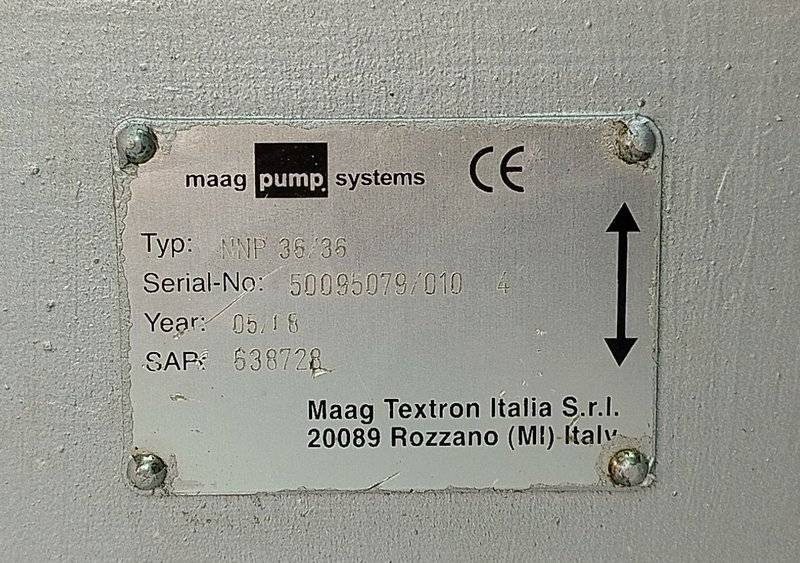 maag pump systems CE
Typ: NNP 36/36
Serial-No: 50095079/010 4
Year: 05/18
SAP: 638728
Maag Textron Italia S.r.l.
20089 Rozzano (MI)-Italy